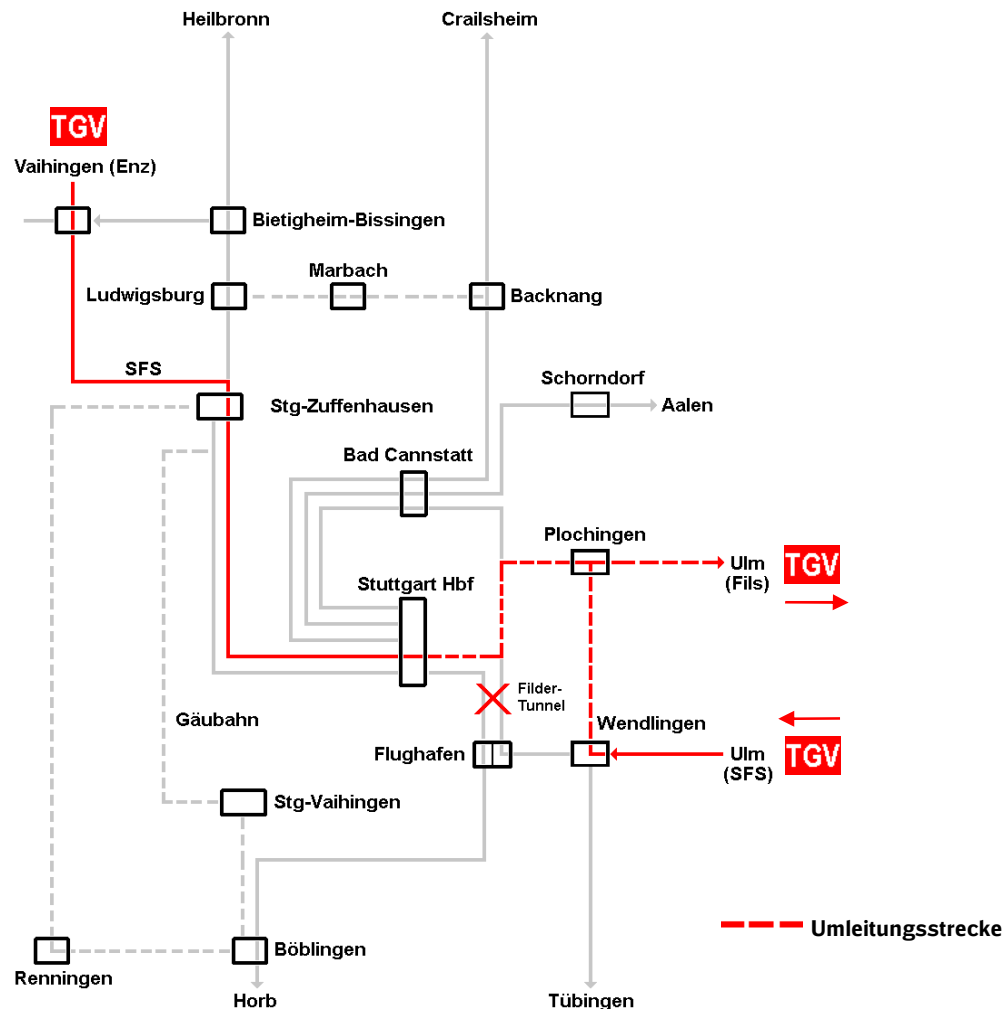 Heilbronn
Crailsheim
TGV
Vaihingen (Enz)
Bietigheim-Bissingen
Marbach
Ludwigsburg
Backnang
SFS
Schorndorf
Stg-Zuffenhausen
Aalen
Bad Cannstatt
Plochingen
Ulm
(Fils)
TGV
Stuttgart Hbf
Filder-
Tunnel
Gäubahn
Wendlingen
Flughafen
Ulm
(SFS)
TGV
Stg-Vaihingen
Umleitungsstrecke
Böblingen
Renningen
Horb
Tübingen